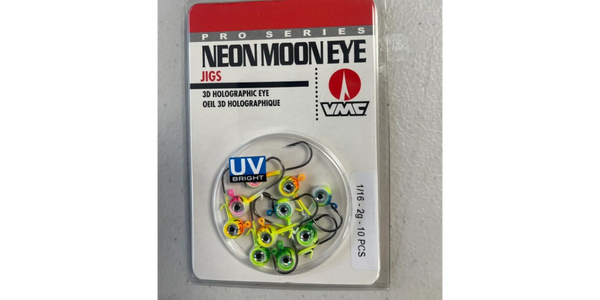 PRO SERIES
NEON MOON EYE
JIGS
3D HOLOGRAPHIC EYE
OEIL 3D HOLOGRAPHIQUE
VMC
UV
BRIGHT
1/16 - 2g - 10 PCS